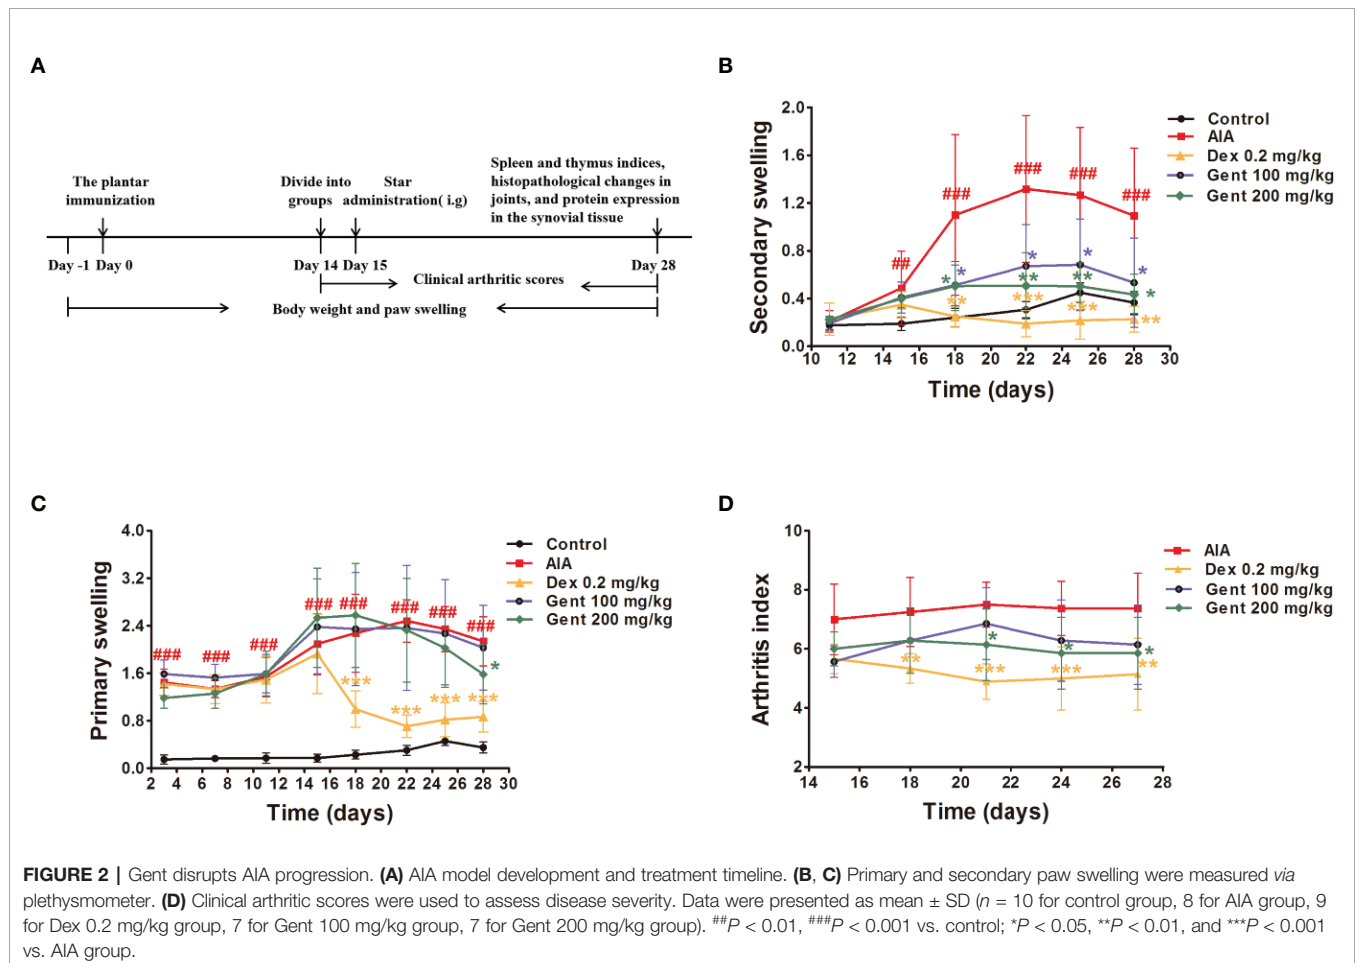 A
The plantar
immunization
Divide into
groups
Star
administration( i.g)
Spleen and thymus indices,
histopathological changes in
joints, and protein expression
in the synovial tissue
Day -1 Day 0
Day 14 Day 15
Day 28
Clinical arthritic scores
Body weight and paw swelling
B
Secondary swelling
2.0
1.6
1.2
0.8
0.4
0.0
10 12 14 16 18 20 22 24 26 28 30
Time (days)
## ### ### ### ###
* * * *
* ** ** *
** *** *** **
Control
AIA
Dex 0.2 mg/kg
Gent 100 mg/kg
Gent 200 mg/kg
C
Primary swelling
4.0
3.2
2.4
1.6
0.8
0.0
2 4 6 8 10 12 14 16 18 20 22 24 26 28 30
Time (days)
### ### ### ### ### ### ### ###
*
*** *** *** ***
Control
AIA
Dex 0.2 mg/kg
Gent 100 mg/kg
Gent 200 mg/kg
D
Arthritis index
10
8
6
4
2
14 16 18 20 22 24 26 28
Time (days)
* * *
** *** *** **
AIA
Dex 0.2 mg/kg
Gent 100 mg/kg
Gent 200 mg/kg
FIGURE 2 | Gent disrupts AIA progression. (A) AIA model development and treatment timeline. (B, C) Primary and secondary paw swelling were measured via
plethysmometer. (D) Clinical arthritic scores were used to assess disease severity. Data were presented as mean ± SD (n = 10 for control group, 8 for AIA group, 9
for Dex 0.2 mg/kg group, 7 for Gent 100 mg/kg group, 7 for Gent 200 mg/kg group). ##P < 0.01, ###P < 0.001 vs. control; *P < 0.05, **P < 0.01, and ***P < 0.001
vs. AIA group.